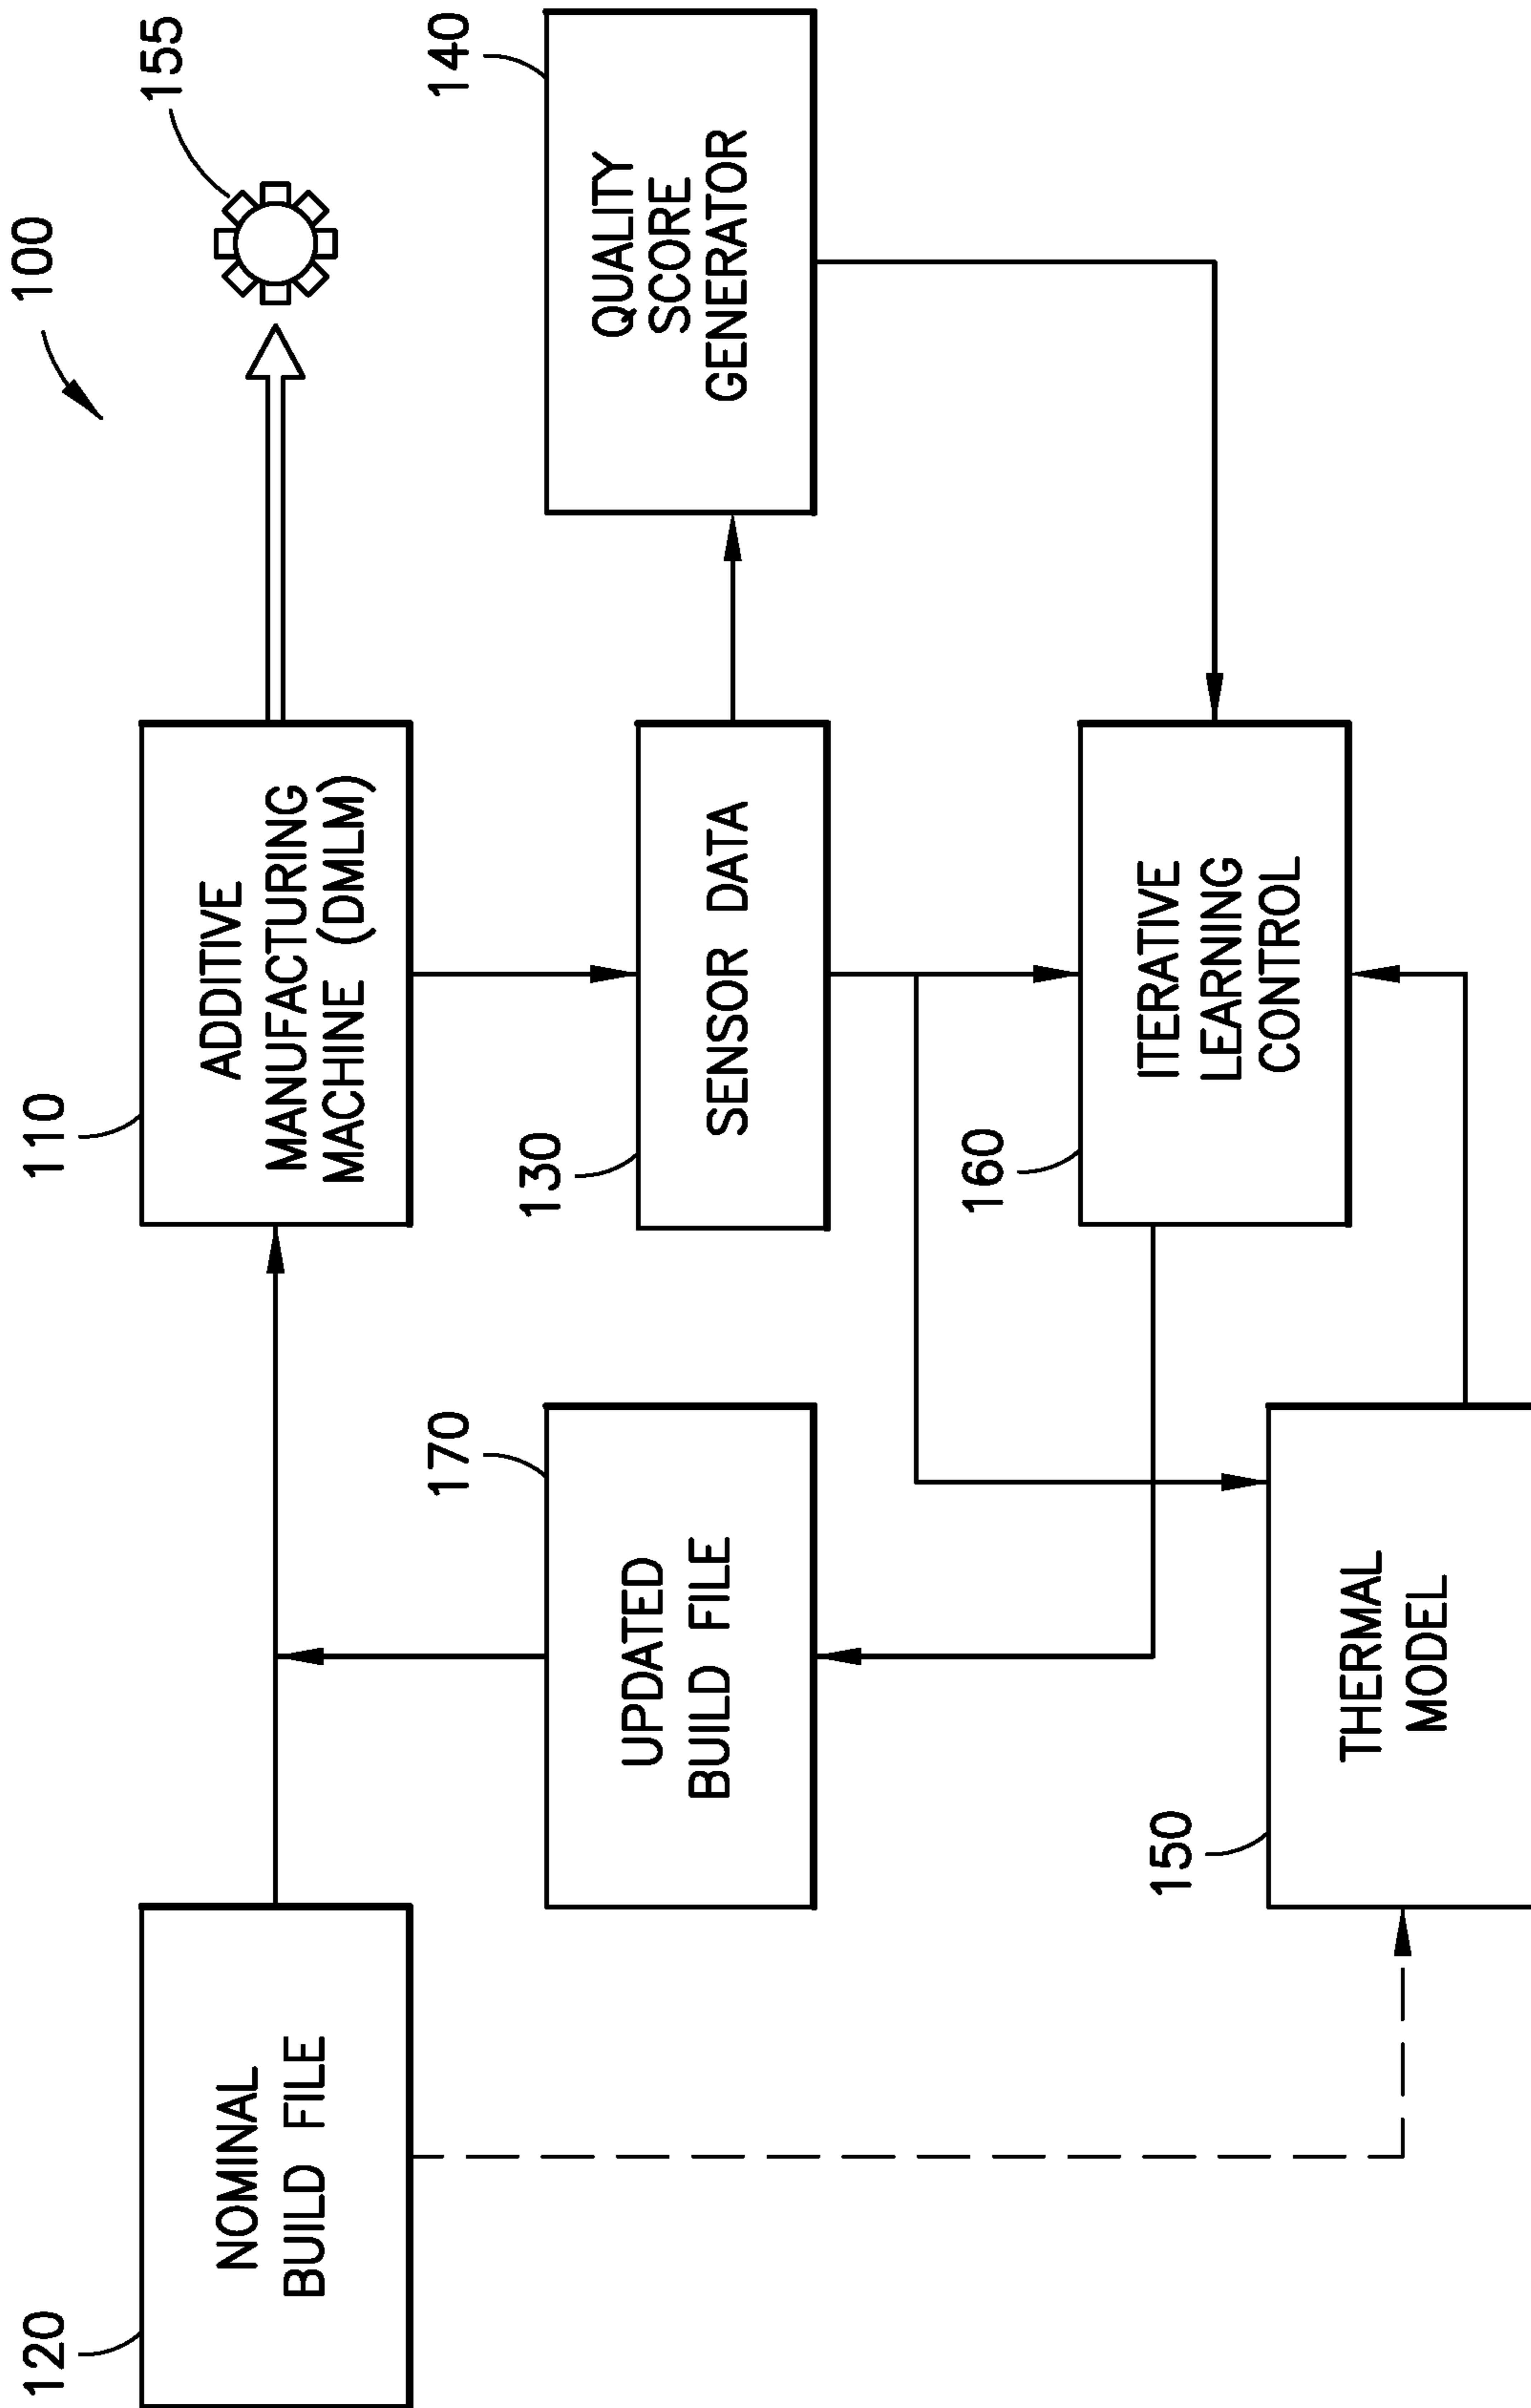 100
120
NOMINAL
BUILD FILE
110
ADDITIVE
MANUFACTURING
MACHINE (DMLM)
155
170
UPDATED
BUILD FILE
130
SENSOR DATA
140
QUALITY
SCORE
GENERATOR
160
ITERATIVE
LEARNING
CONTROL
150
THERMAL
MODEL